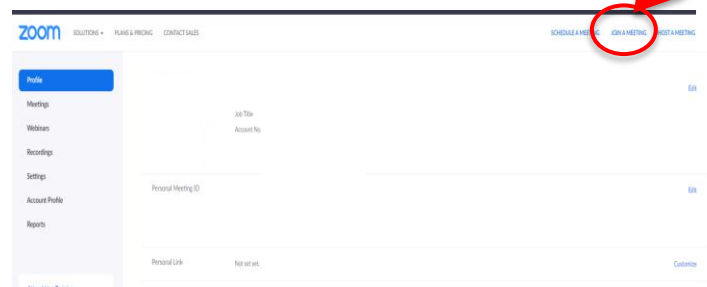 zoom SOLUTIONS PLANS & PRICING CONTACT SALES SCHEDULE A MEETING JOIN A MEETING HOST A MEETING
Profile
Edit
Meetings
Job Title
Webinars
Account No.
Recordings
Settings
Personal Meeting ID
Edit
Account Profile
Reports
Personal Link Not set yet. Customize